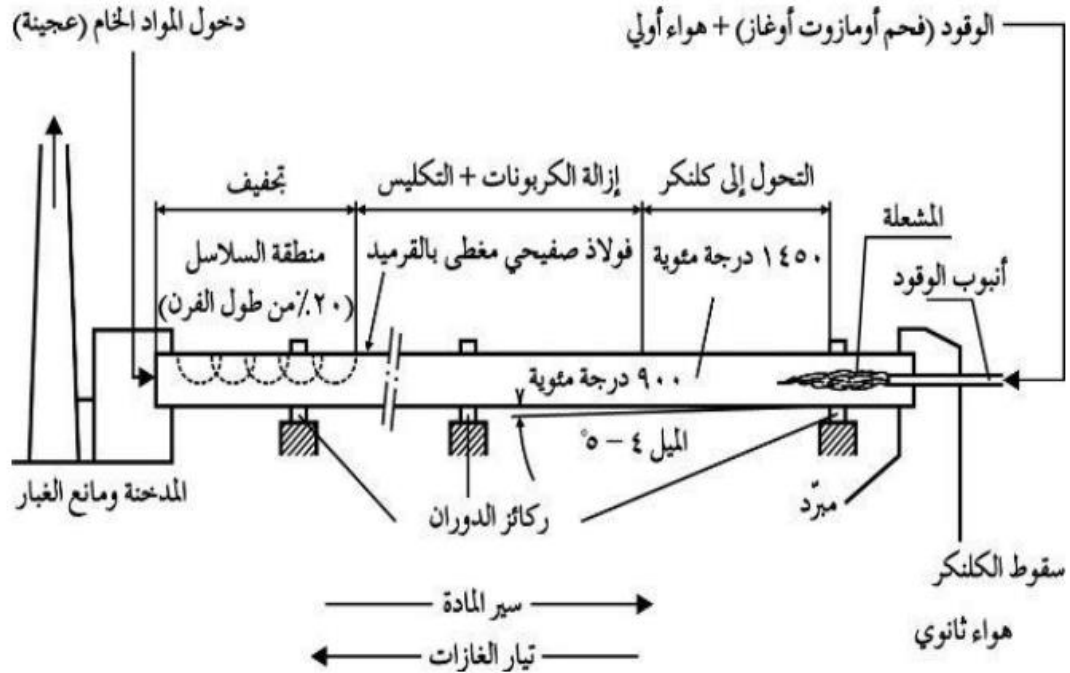 الوقود (فحم أومازوت أوغاز) + هواء أولي
دخول المواد الخام (عجينة)
التحول إلى كلنكر
إزالة الكربونات + التكليس
تجفيف
المشعلة
أنبوب الوقود
١٤٥٠ درجة مئوية
فولاذ صفيحي مغطى بالقرميد
منطقة السلاسل
(٢٠٪ من طول الفرن)
٩٠٠ درجة مئوية
الميل ٤ – ٥°
مبرّد
ركائز الدوران
المدخنة ومانع الغبار
سقوط الكلنكر
هواء ثانوي
سير المادة
تيار الغازات